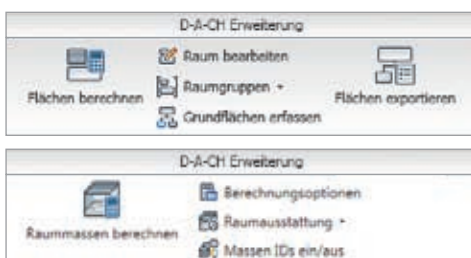 D-A-CH Erweiterung
Flächen berechnen
Raum bearbeiten
Raumgruppen
Grundflächen erfassen
Flächen exportieren
D-A-CH Erweiterung
Raummassen berechnen
Berechnungsoptionen
Raumausstattung
Massen IDs ein/aus